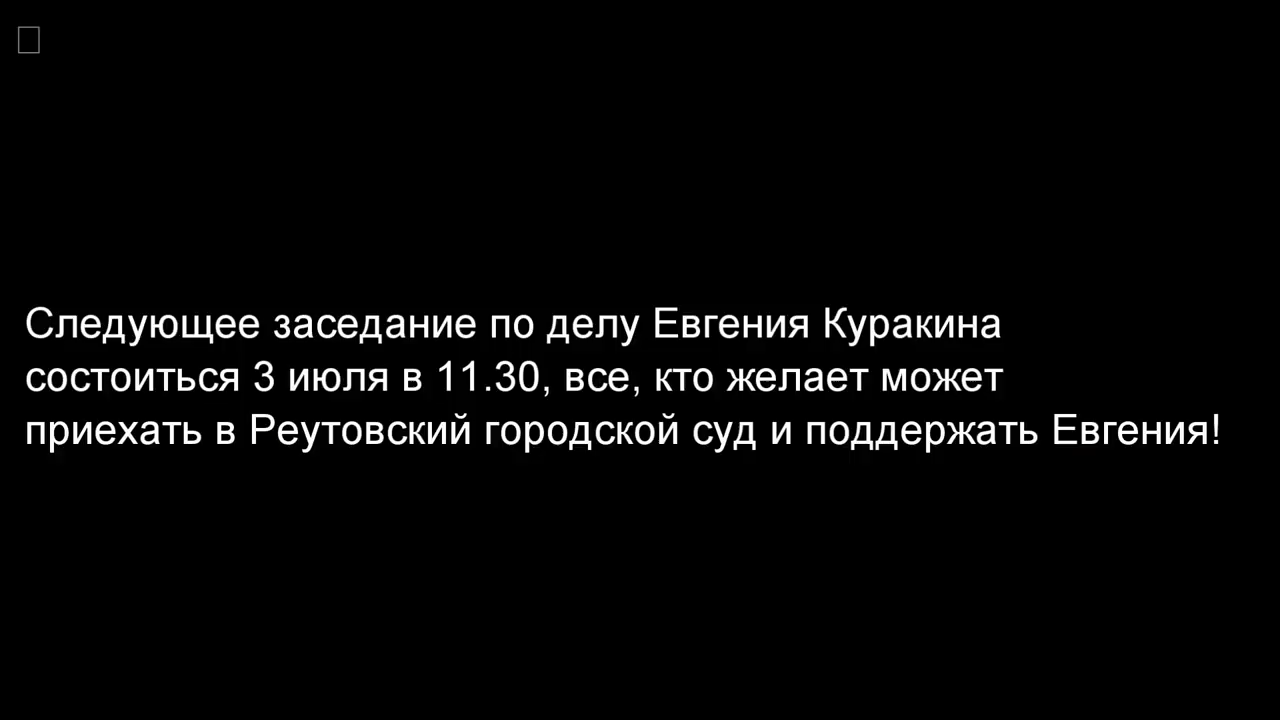 Следующее заседание по делу Евгения Куракина
состоиться 3 июля в 11.30, все, кто желает может
приехать в Реутовский городской суд и поддержать Евгения!